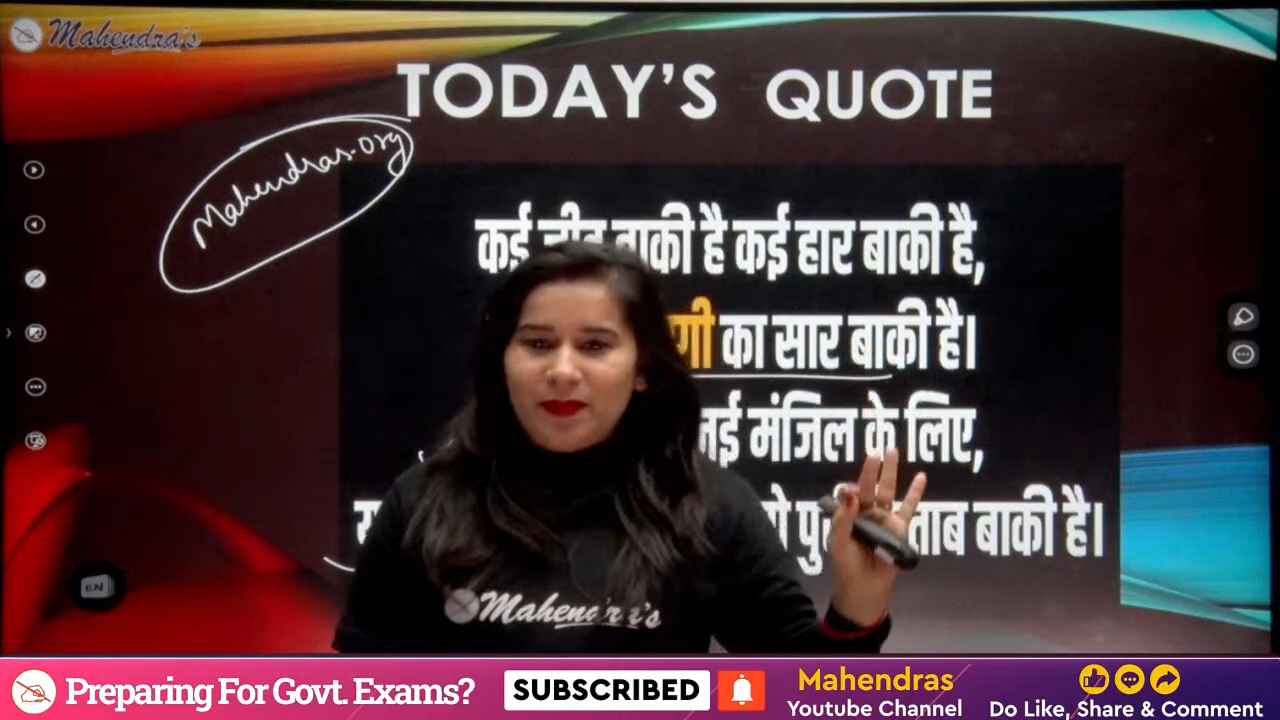 Mahendra's
TODAY'S QUOTE
Mahendras.org
कई जीत बाकी है कई हार बाकी है,
का सार बाकी है।
नई मंजिल के लिए,
बाकी है।
EN
Mahendra's
Preparing For Govt. Exams?
SUBSCRIBED
Mahendras
Youtube Channel
Do Like, Share & Comment